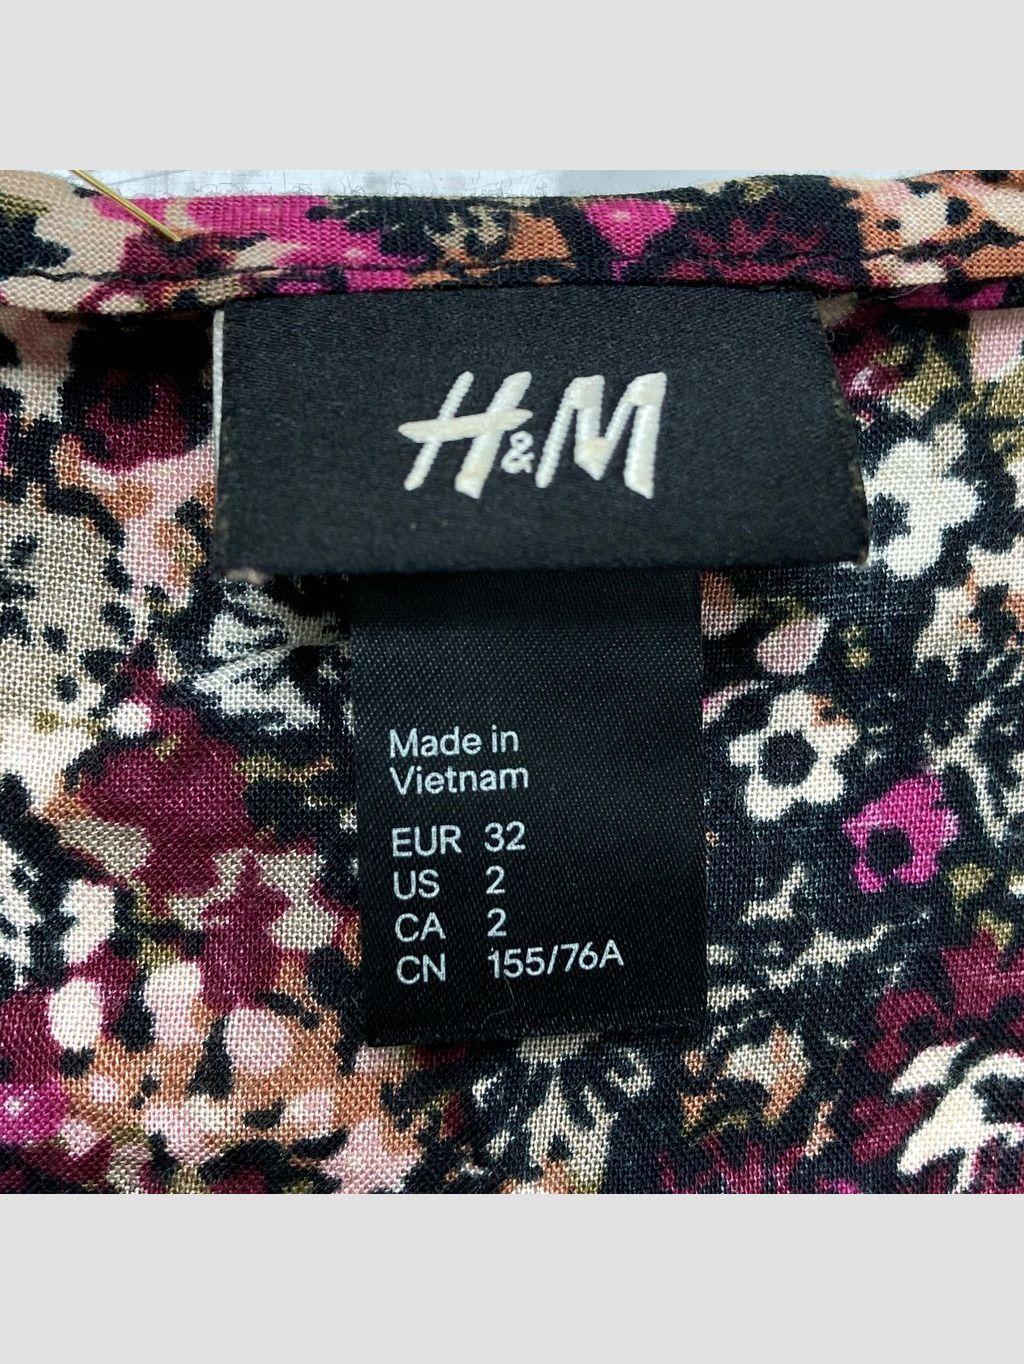 H&M
Made in
Vietnam
EUR 32
US 2
CA 2
CN 155/76A